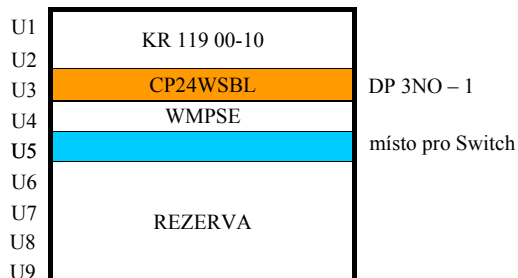 U1
KR 119 00-10
U2
U3 CP24WSBL DP 3NO – 1
U4 WMPSE
U5 místo pro Switch
U6
U7
REZERVA
U8
U9